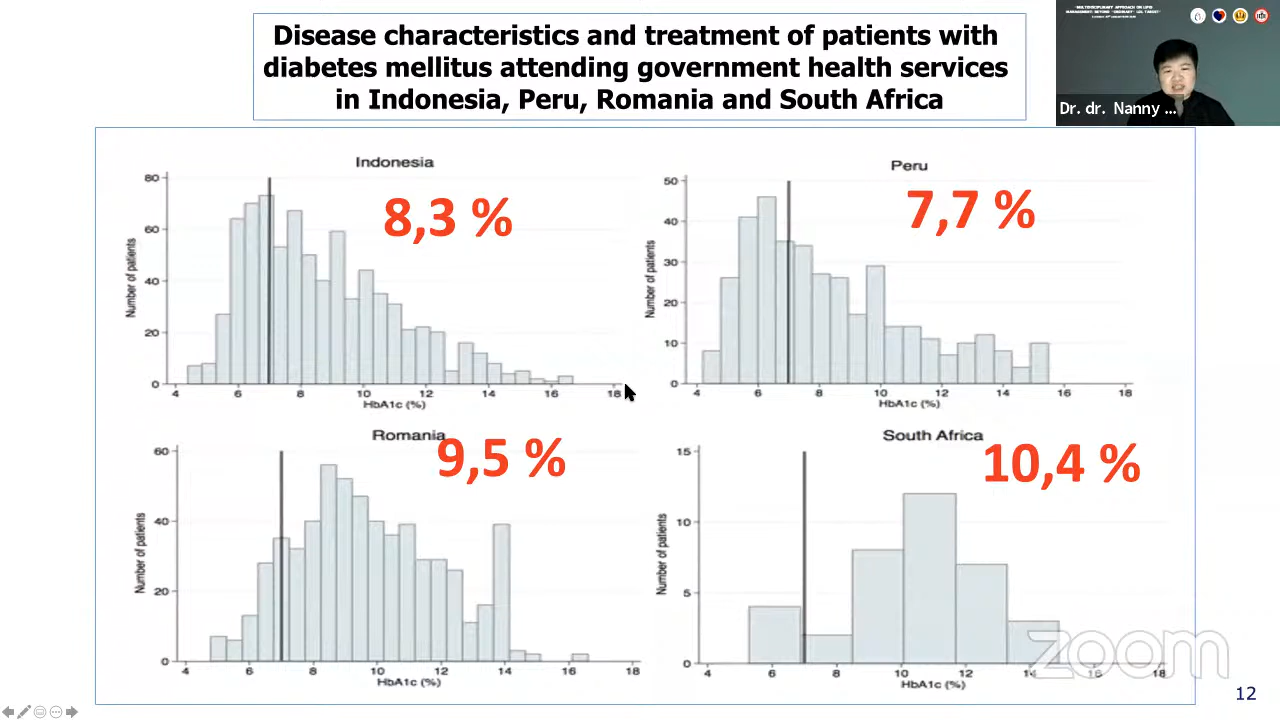 Disease characteristics and treatment of patients with
diabetes mellitus attending government health services
in Indonesia, Peru, Romania and South Africa
"MULTIDISCIPLINARY APPROACH ON LIPID
Dr. dr. Nanny ...
Indonesia
8,3 %
Number of patients
80
60
40
20
0
4 6 8 10 12 14 16 18
HbA1c (%)
Peru
7,7 %
Number of patients
50
40
30
20
10
0
4 6 8 10 12 14 16 18
HbA1c (%)
Romania
9,5 %
Number of patients
60
40
20
0
4 6 8 10 12 14 16 18
HbA1c (%)
South Africa
10,4 %
Number of patients
15
10
5
0
4 6 8 10 12 14 18
HbA1c (%)
zoom
12